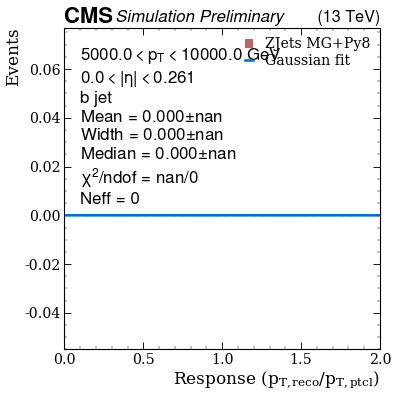 CMS Simulation Preliminary (13 TeV)
Events
5000.0 < pT < 10000.0 GeV
ZJets MG+Py8
Gaussian fit
0.0 < |η| < 0.261
b jet
Mean = 0.000±nan
Width = 0.000±nan
Median = 0.000±nan
χ²/ndof = nan/0
Neff = 0
0.06
0.04
0.02
0.00
-0.02
-0.04
0.0 0.5 1.0 1.5 2.0
Response (pT,reco/pT,ptcl)